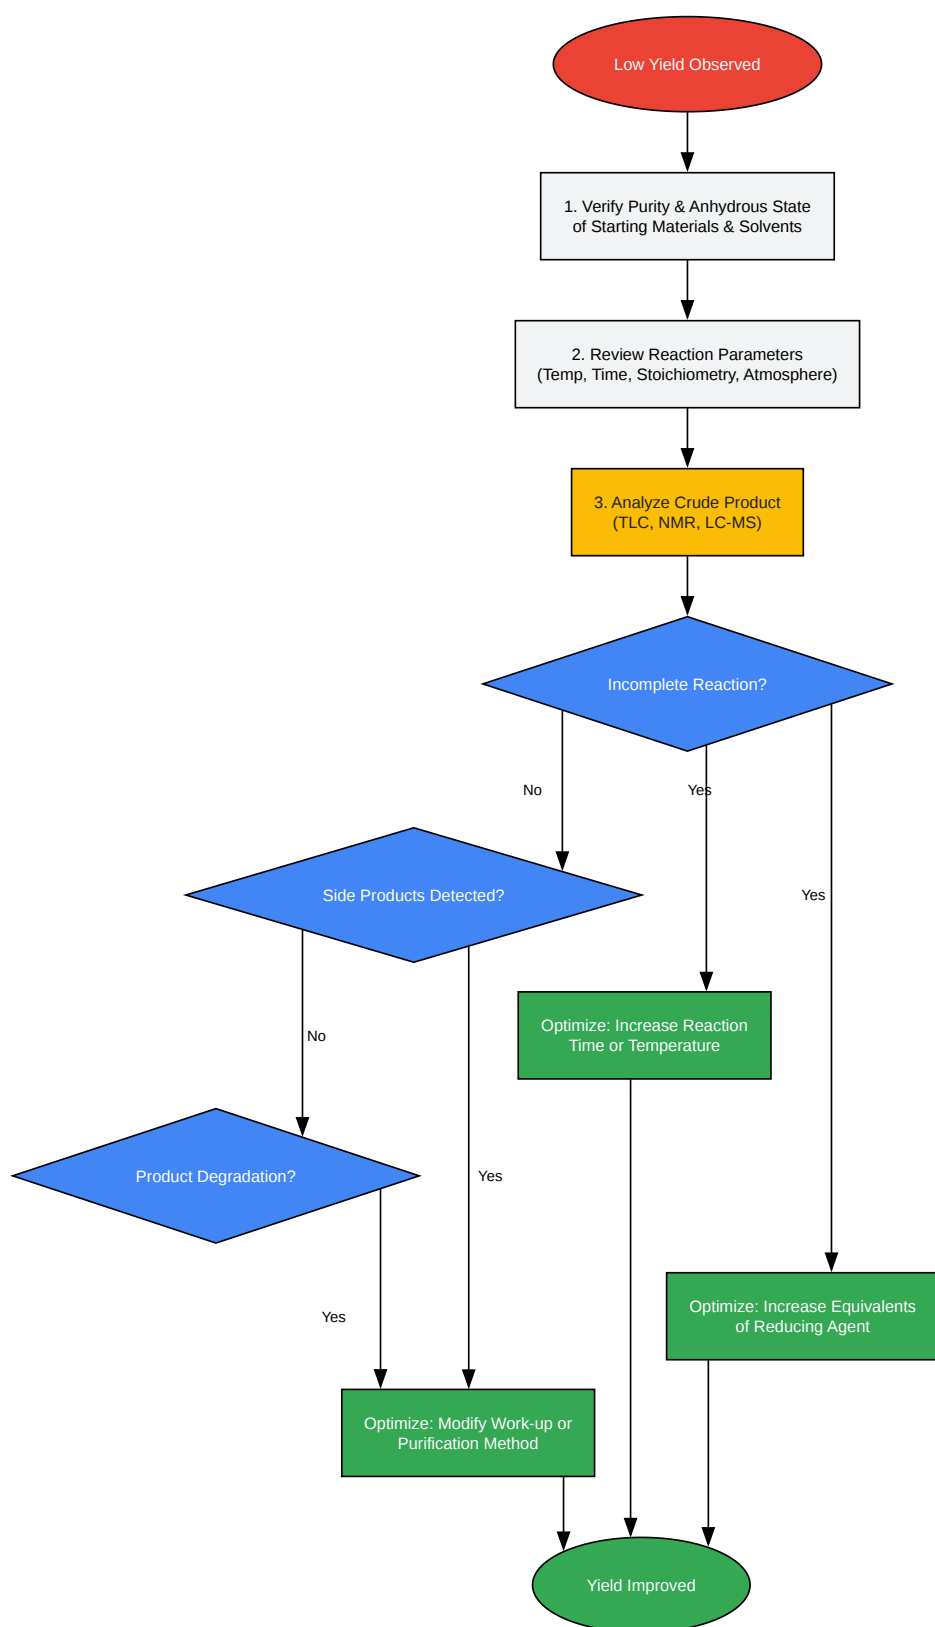 Low Yield Observed
1. Verify Purity & Anhydrous State
of Starting Materials & Solvents
2. Review Reaction Parameters
(Temp, Time, Stoichiometry, Atmosphere)
3. Analyze Crude Product
(TLC, NMR, LC-MS)
Incomplete Reaction?
No
Yes
Side Products Detected?
Yes
Optimize: Increase Reaction
Time or Temperature
No
Product Degradation?
Yes
Optimize: Increase Equivalents
of Reducing Agent
Yes
Optimize: Modify Work-up or
Purification Method
Yield Improved